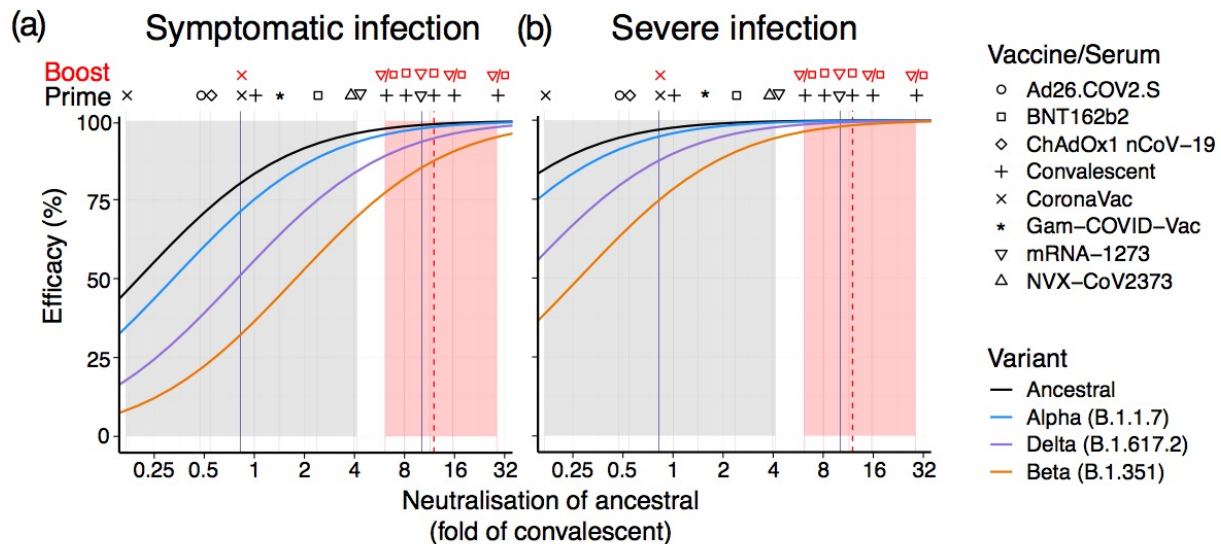 (a) Symptomatic infection
(b) Severe infection
Boost
Prime
Efficacy (%)
100
75
50
25
0
0.25 0.5 1 2 4 8 16 32
0.25 0.5 1 2 4 8 16 32
Neutralisation of ancestral
(fold of convalescent)
Vaccine/Serum
Ad26.COV2.S
BNT162b2
ChAdOx1 nCoV−19
Convalescent
CoronaVac
Gam−COVID−Vac
mRNA−1273
NVX−CoV2373
Variant
Ancestral
Alpha (B.1.1.7)
Delta (B.1.617.2)
Beta (B.1.351)